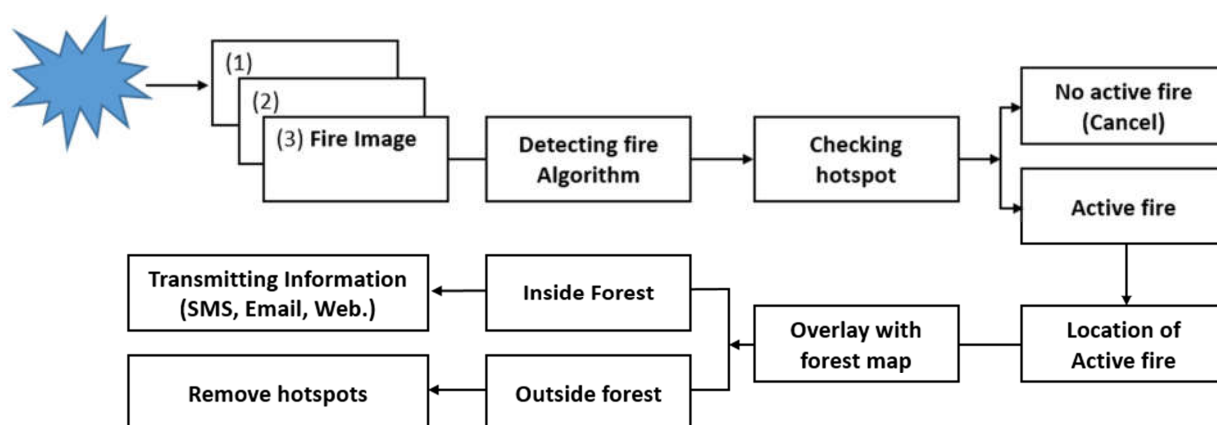 (1)
(2)
(3) Fire Image
Detecting fire
Algorithm
Checking
hotspot
No active fire
(Cancel)
Active fire
Transmitting Information
(SMS, Email, Web.)
Inside Forest
Overlay with
forest map
Location of
Active fire
Remove hotspots
Outside forest